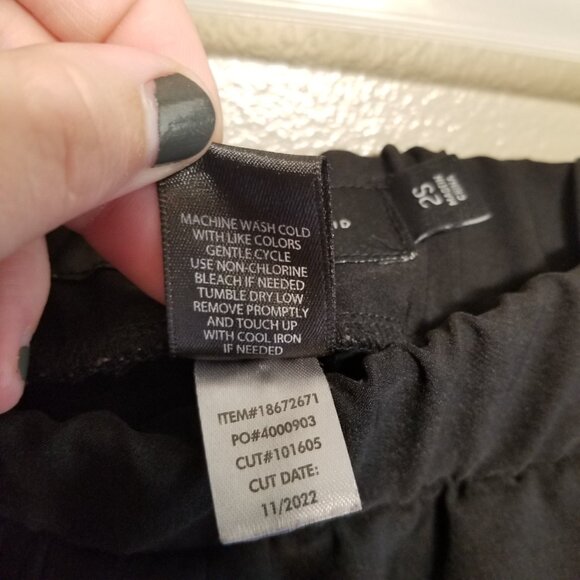 MACHINE WASH COLD
WITH LIKE COLORS
GENTLE CYCLE
USE NON-CHLORINE
BLEACH IF NEEDED
TUMBLE DRY LOW
REMOVE PROMPTLY
AND TOUCH UP
WITH COOL IRON
IF NEEDED
ITEM#18672671
PO#4000903
CUT#101605
CUT DATE:
11/2022
2S